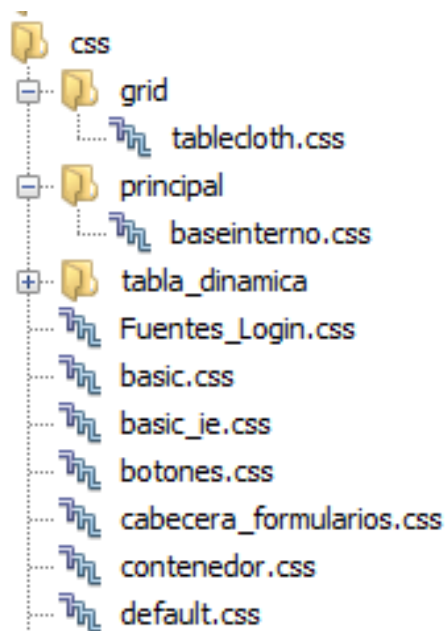 css
grid
tablecloth.css
principal
baseinterno.css
tabla_dinamica
Fuentes_Login.css
basic.css
basic_ie.css
botones.css
cabecera_formularios.css
contenedor.css
default.css